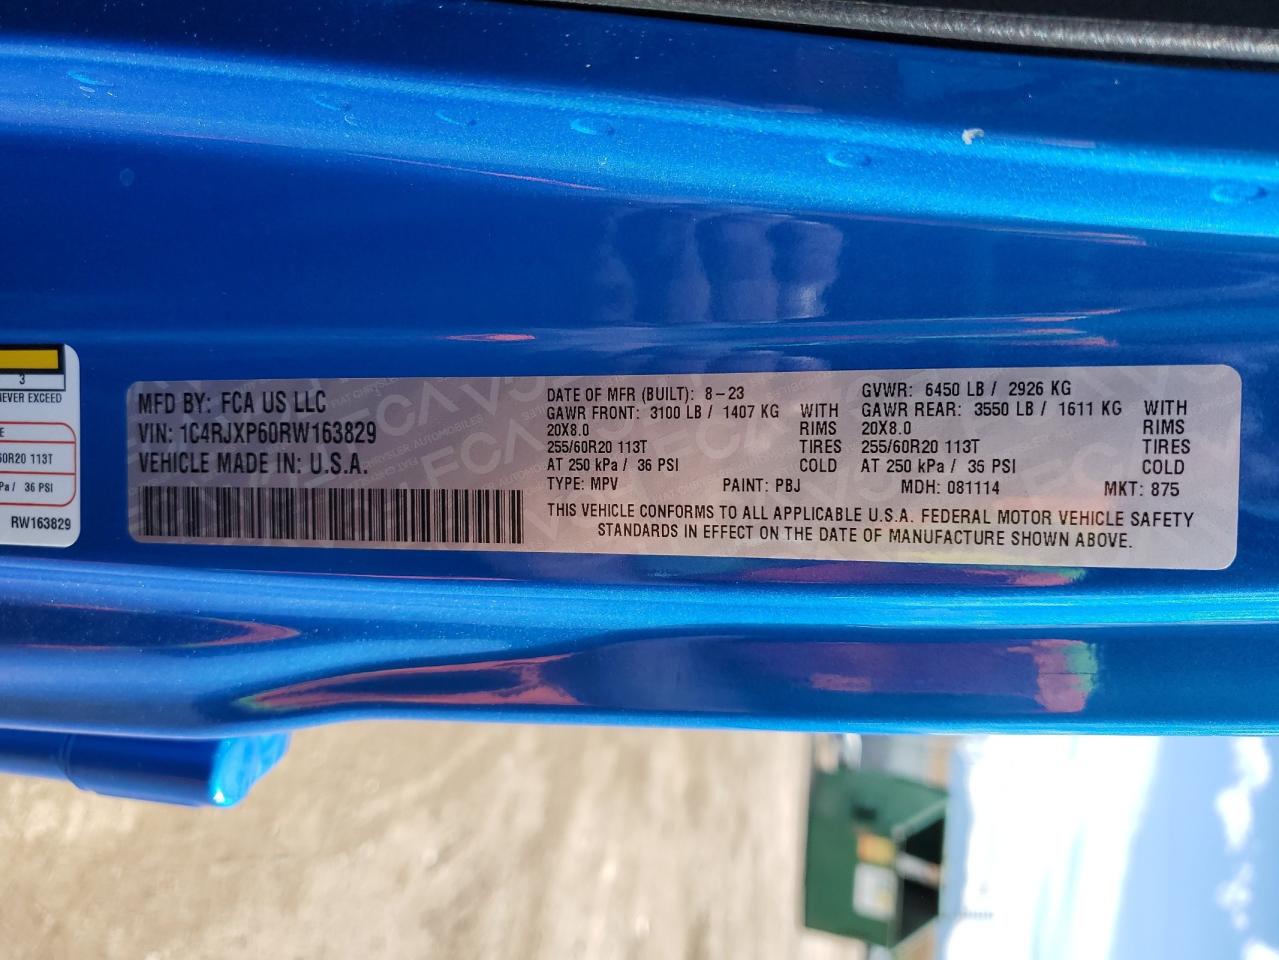 3
NEVER EXCEED
60R20 113T
Pa / 36 PSI
RW163829
MFD BY: FCA US LLC
VIN: 1C4RJXP60RW163829
VEHICLE MADE IN: U.S.A.
DATE OF MFR (BUILT): 8-23
GAWR FRONT: 3100 LB / 1407 KG WITH
20X8.0 RIMS
255/60R20 113T TIRES
AT 250 kPa / 36 PSI COLD
GVWR: 6450 LB / 2926 KG
GAWR REAR: 3550 LB / 1611 KG WITH
20X8.0 RIMS
255/60R20 113T TIRES
AT 250 kPa / 36 PSI COLD
TYPE: MPV PAINT: PBJ MDH: 081114 MKT: 875
THIS VEHICLE CONFORMS TO ALL APPLICABLE U.S.A. FEDERAL MOTOR VEHICLE SAFETY
STANDARDS IN EFFECT ON THE DATE OF MANUFACTURE SHOWN ABOVE.